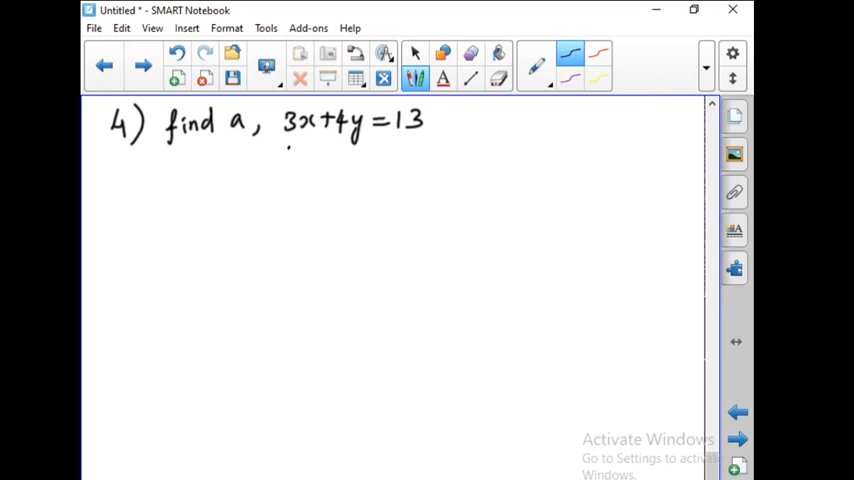 Untitled * - SMART Notebook
File Edit View Insert Format Tools Add-ons Help
4) find a, 3x+4y=13
Activate Windows
Go to Settings to activate
Windows.